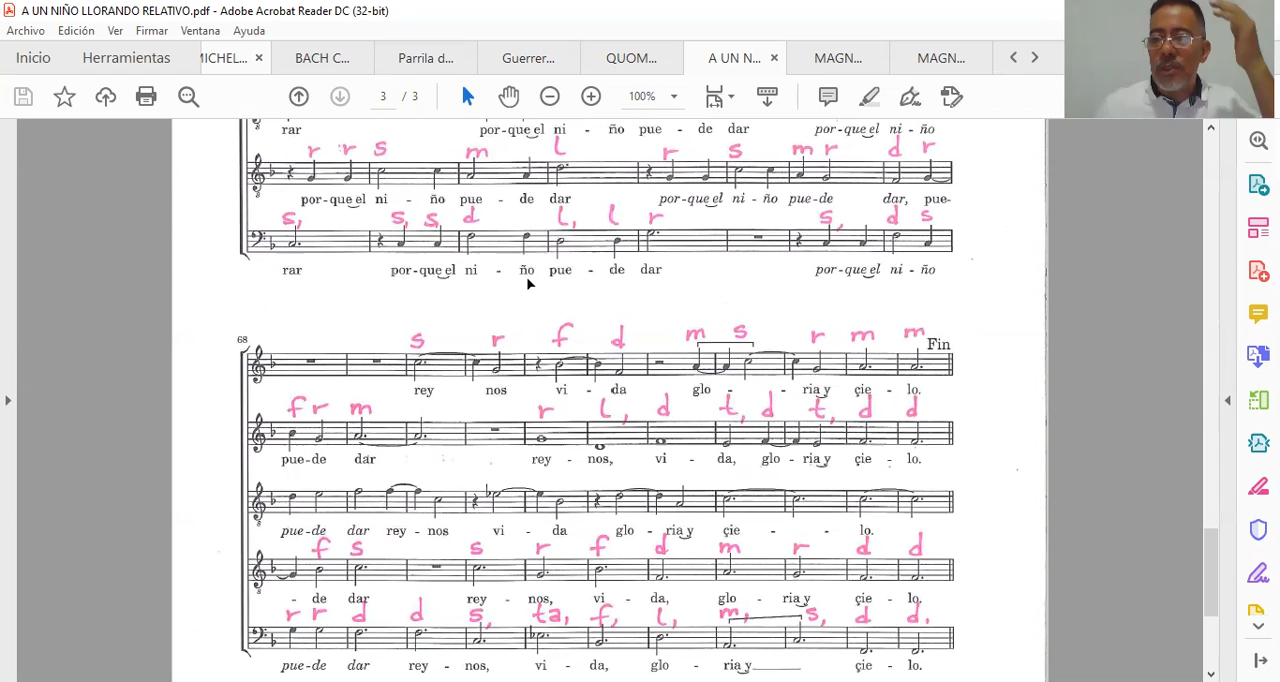 A UN NIÑO LLORANDO RELATIVO.pdf - Adobe Acrobat Reader DC (32-bit)
Archivo Edición Ver Firmar Ventana Ayuda
Inicio Herramientas MICHEL... × BACH C... Parrila d... Guerrer... QUOM... A UN N... × MAGN... MAGN...
3 / 3 100%
rar por-que el ni - ño pue - de dar por-que el ni - ño
r r s m l r s m r d r
por-que el ni - ño pue - de dar por-que el ni - ño pue-de dar, pue-
s, s, s d l, l r s, d s
rar por-que el ni - ño pue - de dar por-que el ni - ño
68
s r f d m s r m m Fin
rey nos vi - da glo - - ria y çie - lo.
f r m r l, d t, d t, d d
pue-de dar rey - nos, vi - da, glo - ria y çie - lo.
pue-de dar rey - nos vi - da glo - ria y çie - - lo.
f s s r f d m r d d
- de dar rey - nos, vi - da, glo - ria y çie - lo.
r r d d s, ta, f, l, m, s, d d,
pue-de dar rey - nos, vi - da, glo - ria y çie - lo.